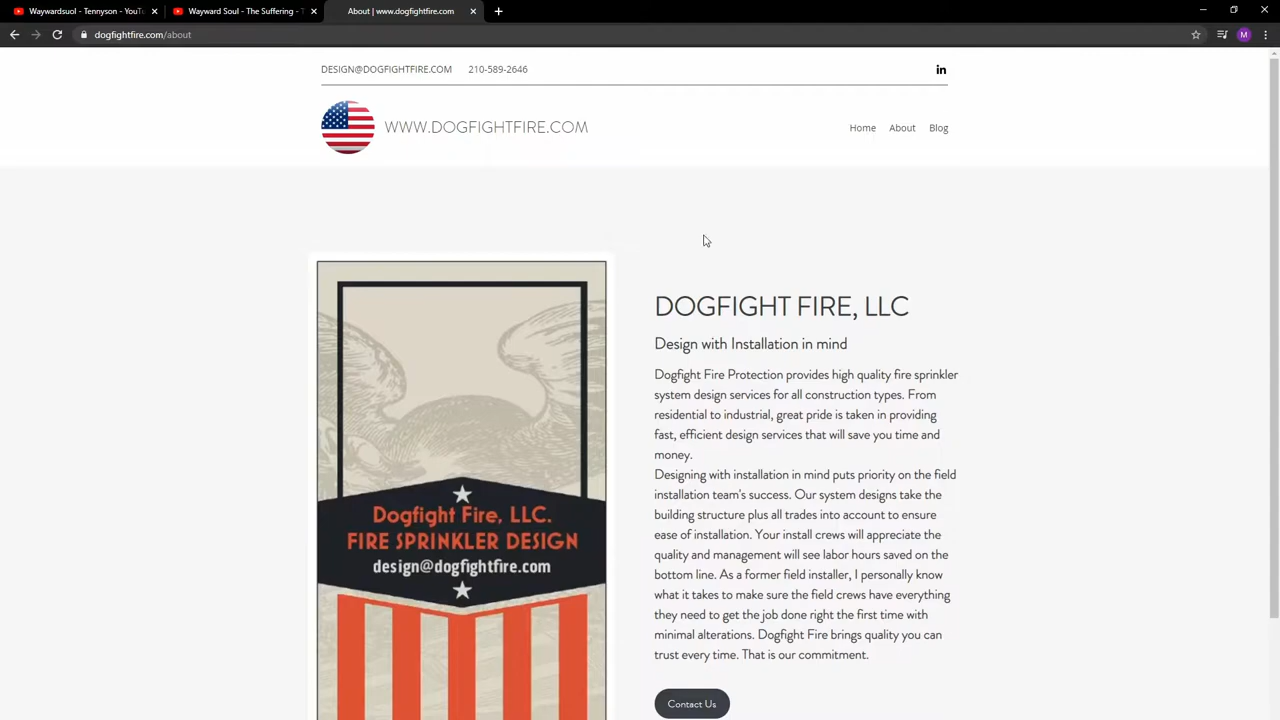 Waywardsuol - Tennyson - YouTu
Wayward Soul - The Suffering - T
About | www.dogfightfire.com
dogfightfire.com/about
M
DESIGN@DOGFIGHTFIRE.COM 210-589-2646
in
WWW.DOGFIGHTFIRE.COM
Home About Blog
Dogfight Fire, LLC.
FIRE SPRINKLER DESIGN
design@dogfightfire.com
DOGFIGHT FIRE, LLC
Design with Installation in mind
Dogfight Fire Protection provides high quality fire sprinkler
system design services for all construction types. From
residential to industrial, great pride is taken in providing
fast, efficient design services that will save you time and
money.
Designing with installation in mind puts priority on the field
installation team's success. Our system designs take the
building structure plus all trades into account to ensure
ease of installation. Your install crews will appreciate the
quality and management will see labor hours saved on the
bottom line. As a former field installer, I personally know
what it takes to make sure the field crews have everything
they need to get the job done right the first time with
minimal alterations. Dogfight Fire brings quality you can
trust every time. That is our commitment.
Contact Us